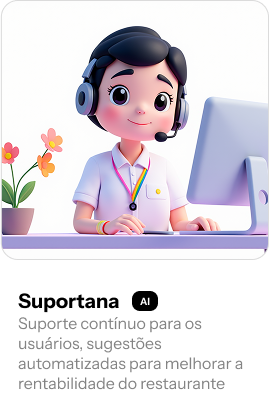 Suportana AI
Suporte contínuo para os
usuários, sugestões
automatizadas para melhorar a
rentabilidade do restaurante